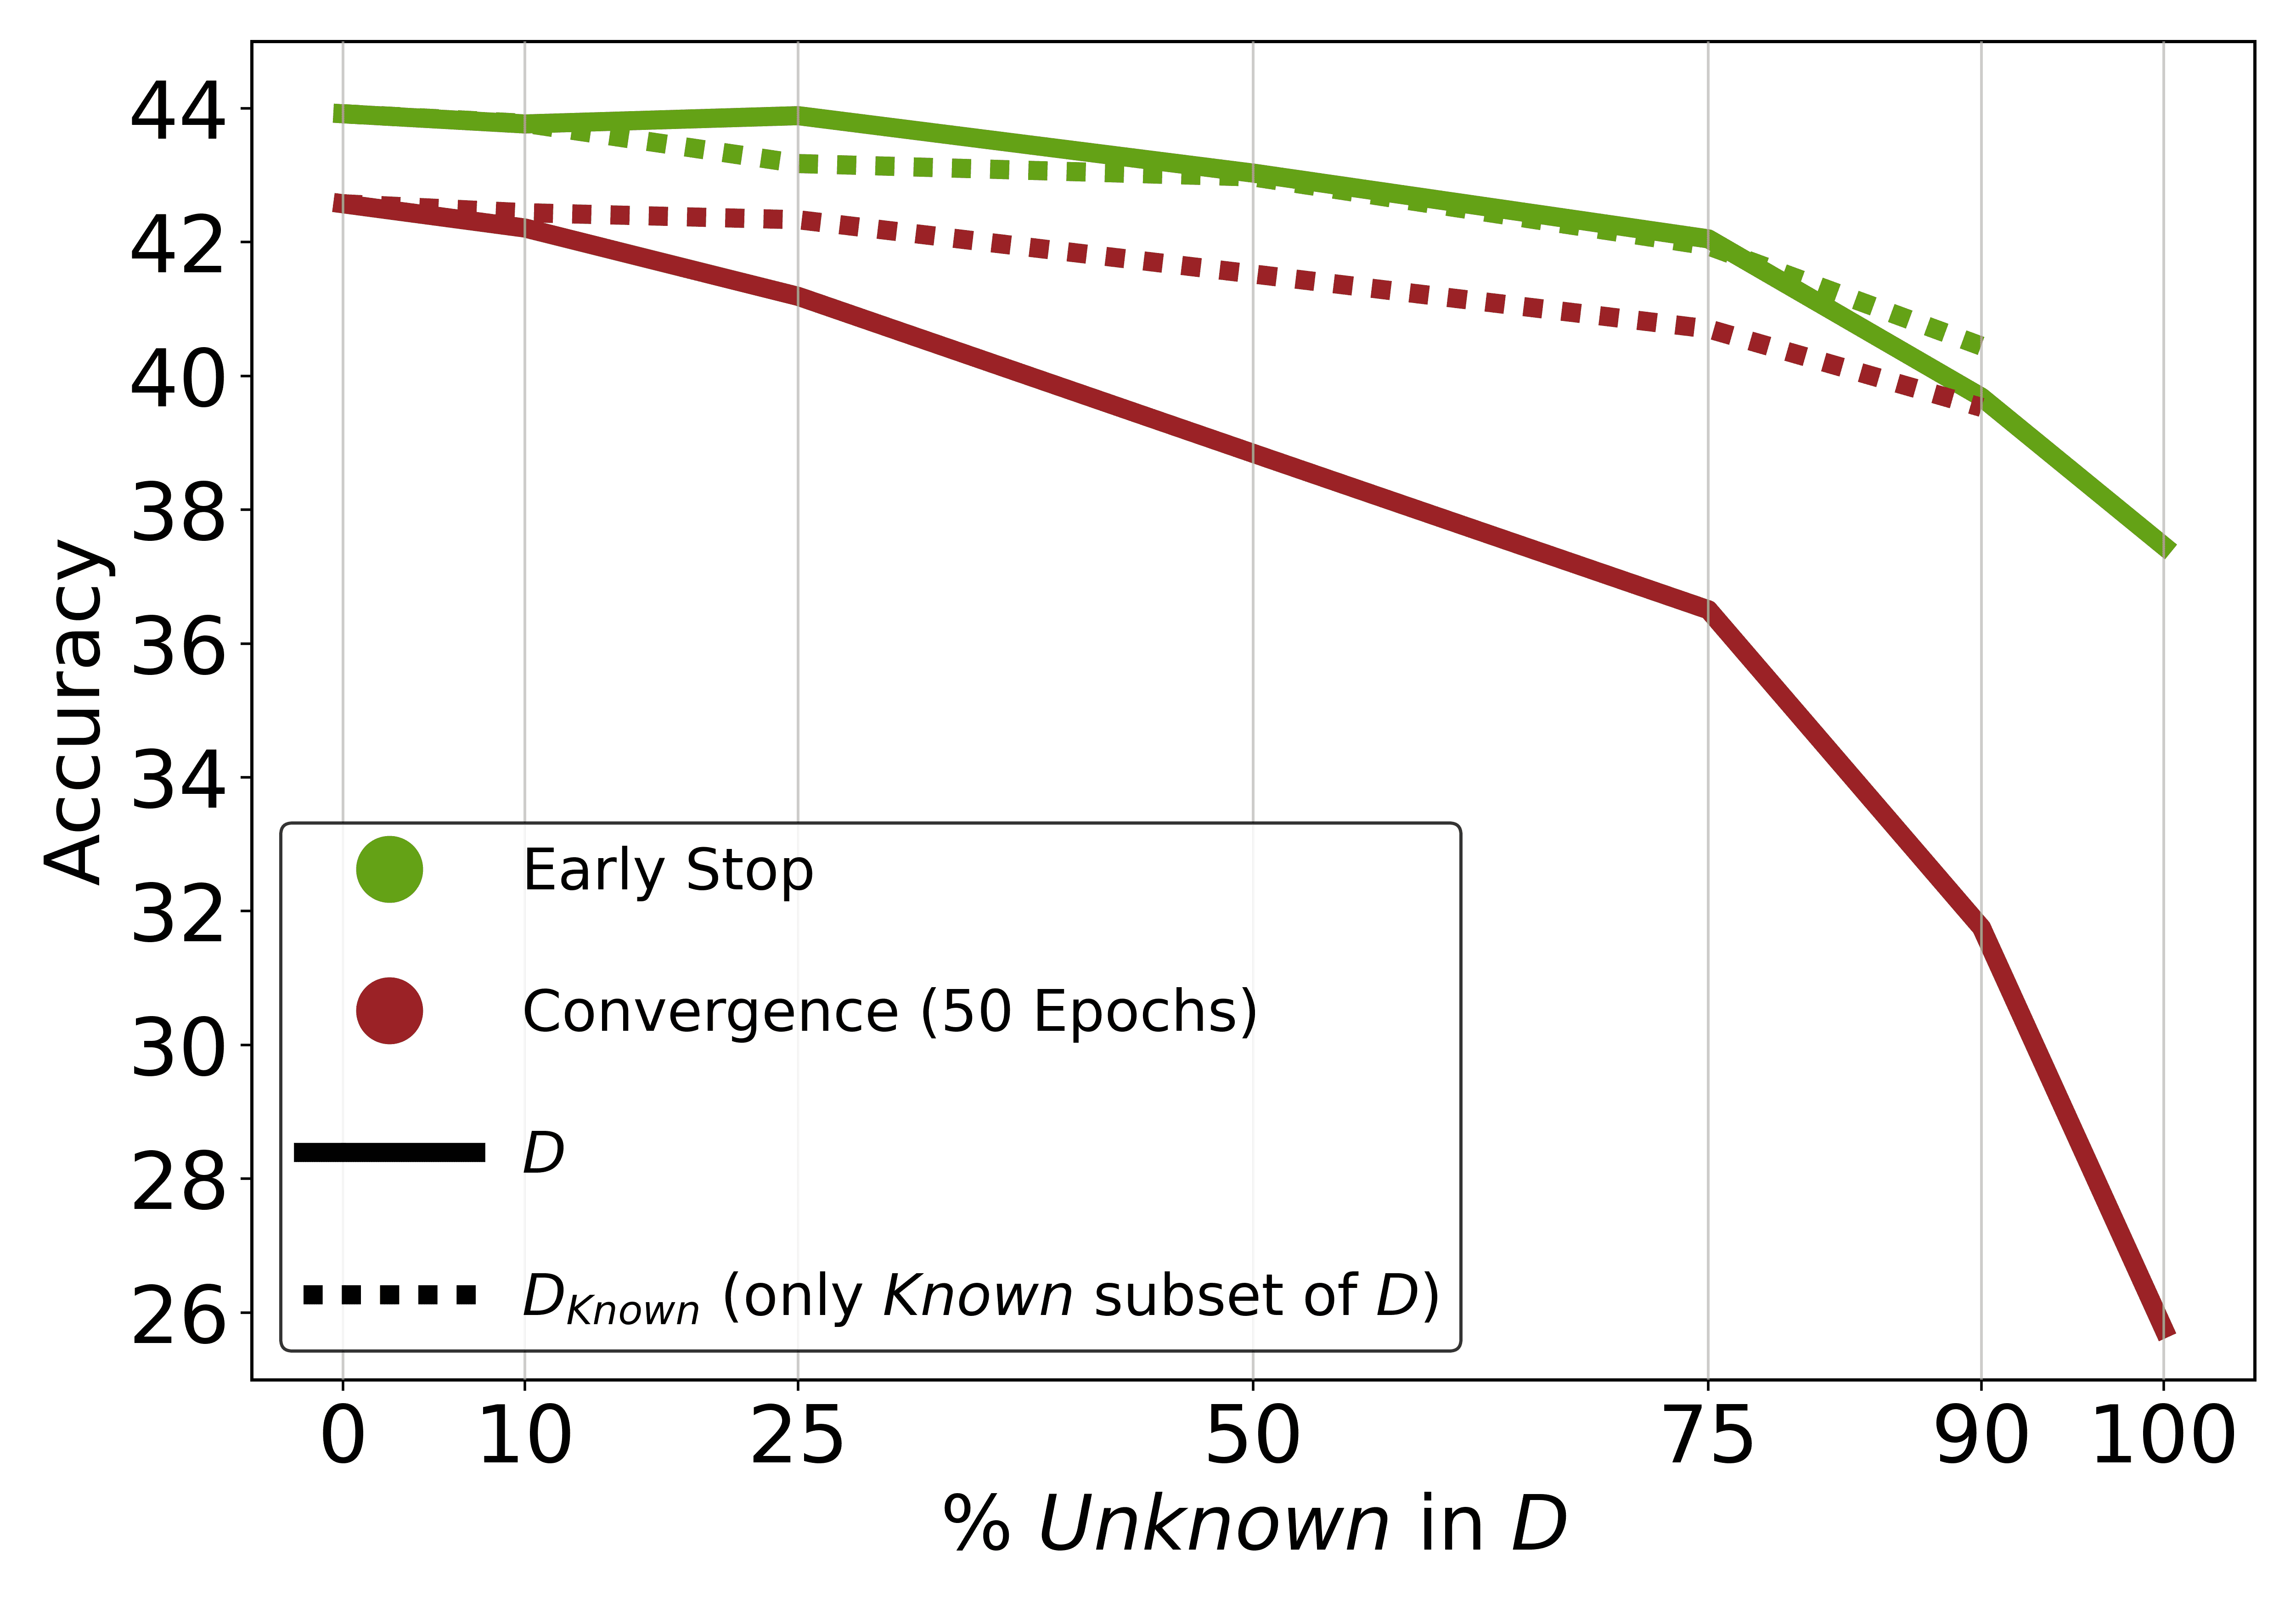 Accuracy
44
42
40
38
36
34
32
30
28
26
Early Stop
Convergence (50 Epochs)
D
D_Known (only Known subset of D)
0 10 25 50 75 90 100
% Unknown in D